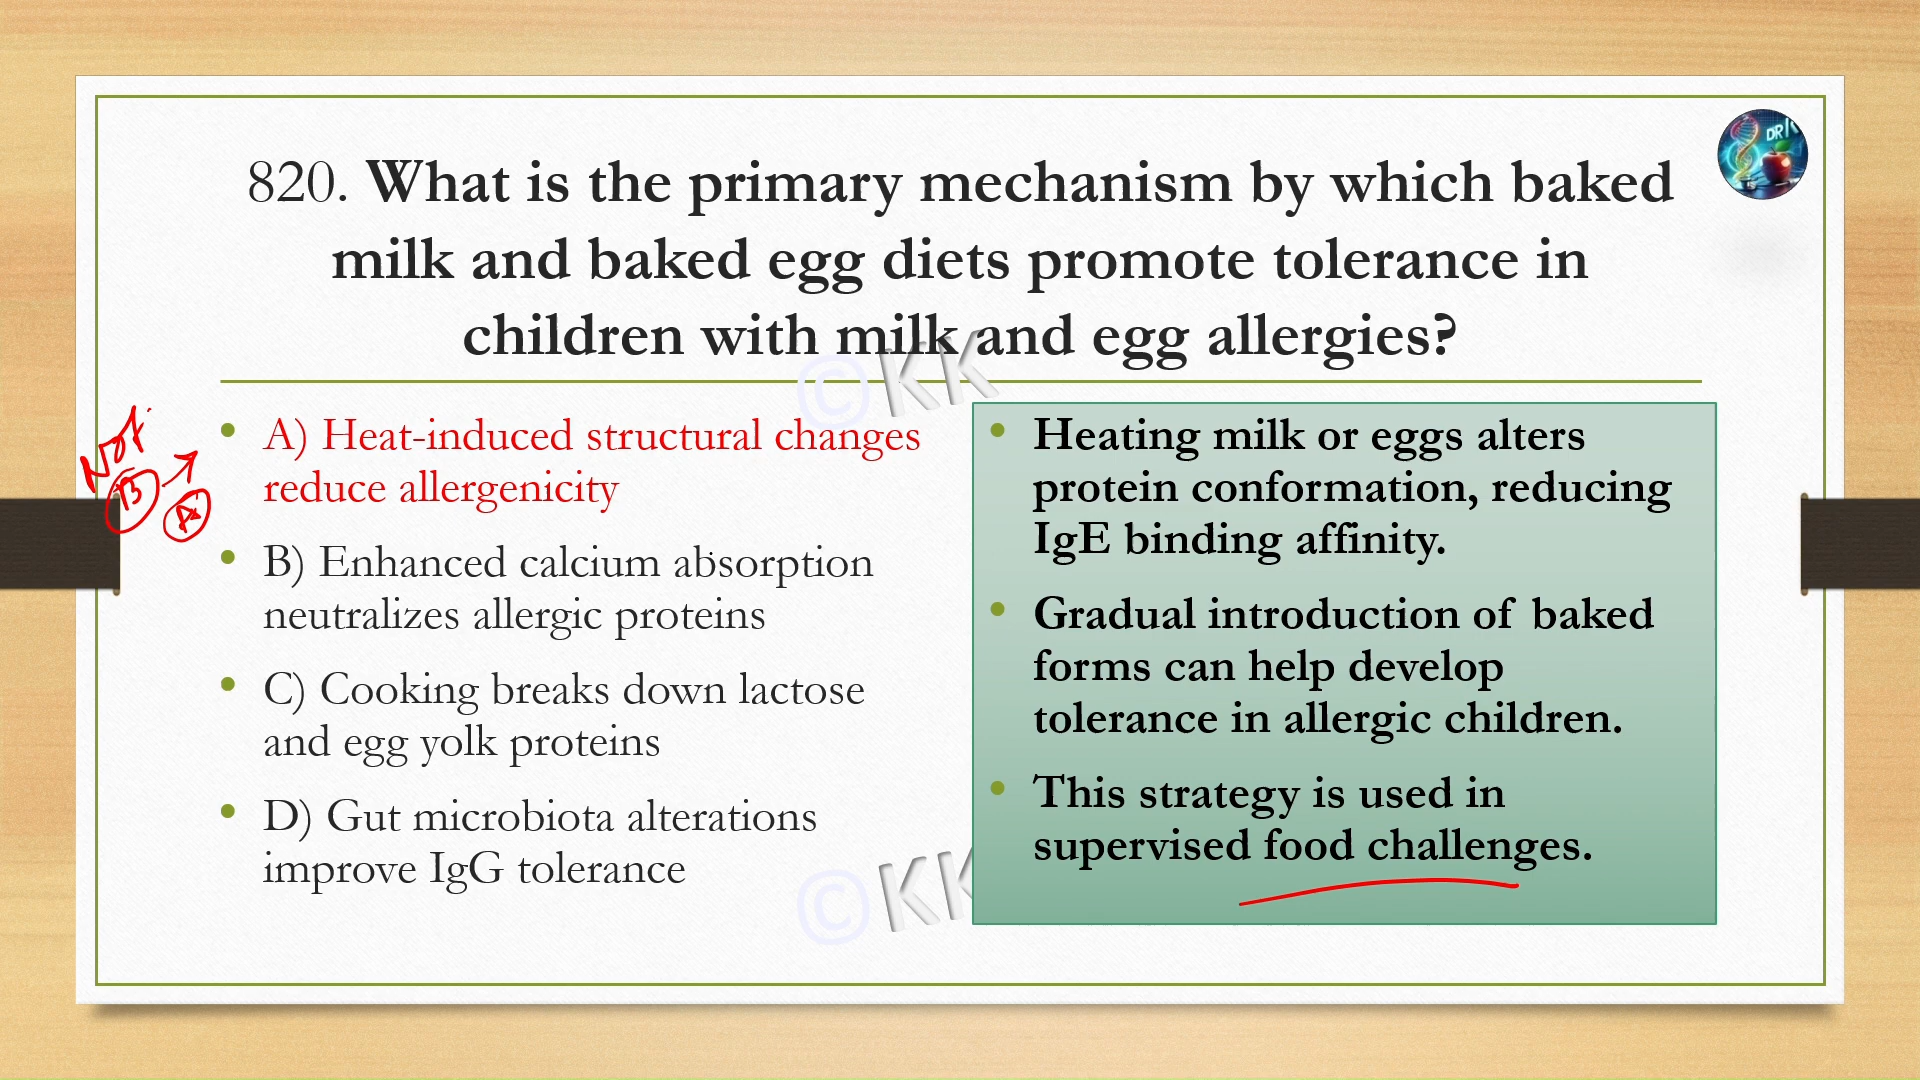 820. What is the primary mechanism by which baked
milk and baked egg diets promote tolerance in
children with milk and egg allergies?
DR K
©KK
Not
B → A
• A) Heat-induced structural changes
reduce allergenicity
• B) Enhanced calcium absorption
neutralizes allergic proteins
• C) Cooking breaks down lactose
and egg yolk proteins
• D) Gut microbiota alterations
improve IgG tolerance
©KK
• Heating milk or eggs alters
protein conformation, reducing
IgE binding affinity.
• Gradual introduction of baked
forms can help develop
tolerance in allergic children.
• This strategy is used in
supervised food challenges.